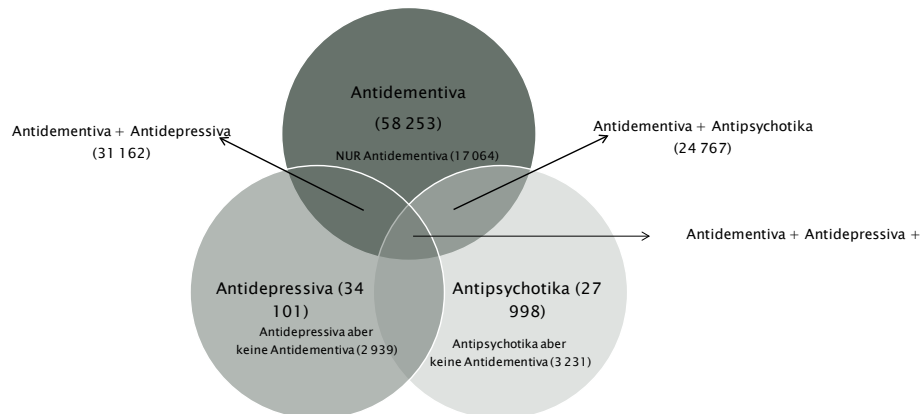 Antidementiva
(58 253)
NUR Antidementiva (17 064)
Antidementiva + Antidepressiva
(31 162)
Antidementiva + Antipsychotika
(24 767)
Antidementiva + Antidepressiva +
Antidepressiva (34
101)
Antidepressiva aber
keine Antidementiva (2 939)
Antipsychotika (27
998)
Antipsychotika aber
keine Antidementiva (3 231)